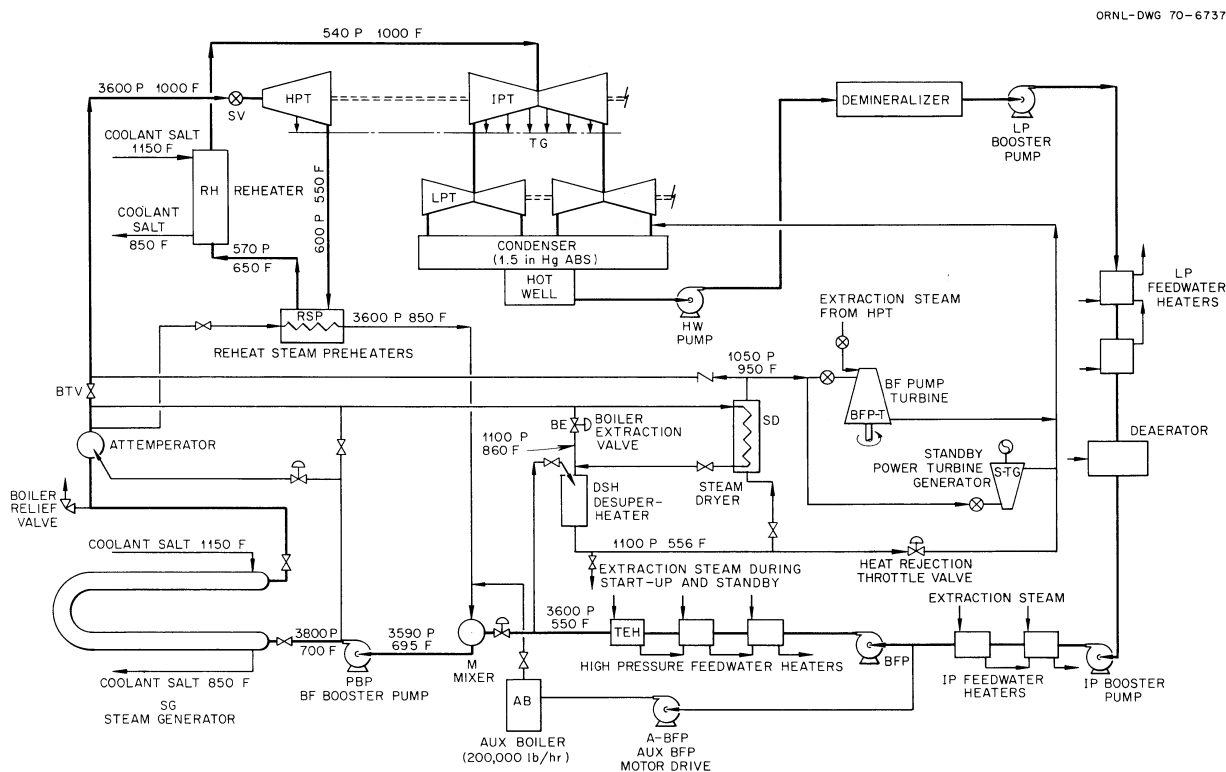 ORNL-DWG 70-6737
540 P 1000 F
3600 P 1000 F
SV
HPT
IPT
TG
DEMINERALIZER
LP
BOOSTER
PUMP
COOLANT SALT
1150 F
RH
REHEATER
COOLANT
SALT
850 F
600 P 550 F
570 P
650 F
LPT
CONDENSER
(1.5 in Hg ABS)
HOT
WELL
HW
PUMP
LP
FEEDWATER
HEATERS
RSP
3600 P 850 F
REHEAT STEAM PREHEATERS
EXTRACTION STEAM
FROM HPT
1050 P
950 F
BF PUMP
TURBINE
BFP-T
BTV
ATTEMPERATOR
BE
BOILER
EXTRACTION
VALVE
1100 P
860 F
SD
STEAM
DRYER
DSH
DESUPER-
HEATER
STANDBY
POWER TURBINE
GENERATOR
S-TG
DEAERATOR
BOILER
RELIEF
VALVE
1100 P 556 F
HEAT REJECTION
THROTTLE VALVE
COOLANT SALT 1150 F
EXTRACTION STEAM DURING
START-UP AND STANDBY
EXTRACTION STEAM
3800 P
700 F
3590 P
695 F
3600 P
550 F
TEH
M
MIXER
HIGH PRESSURE FEEDWATER HEATERS
BFP
IP FEEDWATER
HEATERS
IP BOOSTER
PUMP
COOLANT SALT 850 F
PBP
BF BOOSTER PUMP
SG
STEAM GENERATOR
AB
AUX BOILER
(200,000 lb/hr)
A-BFP
AUX BFP
MOTOR DRIVE